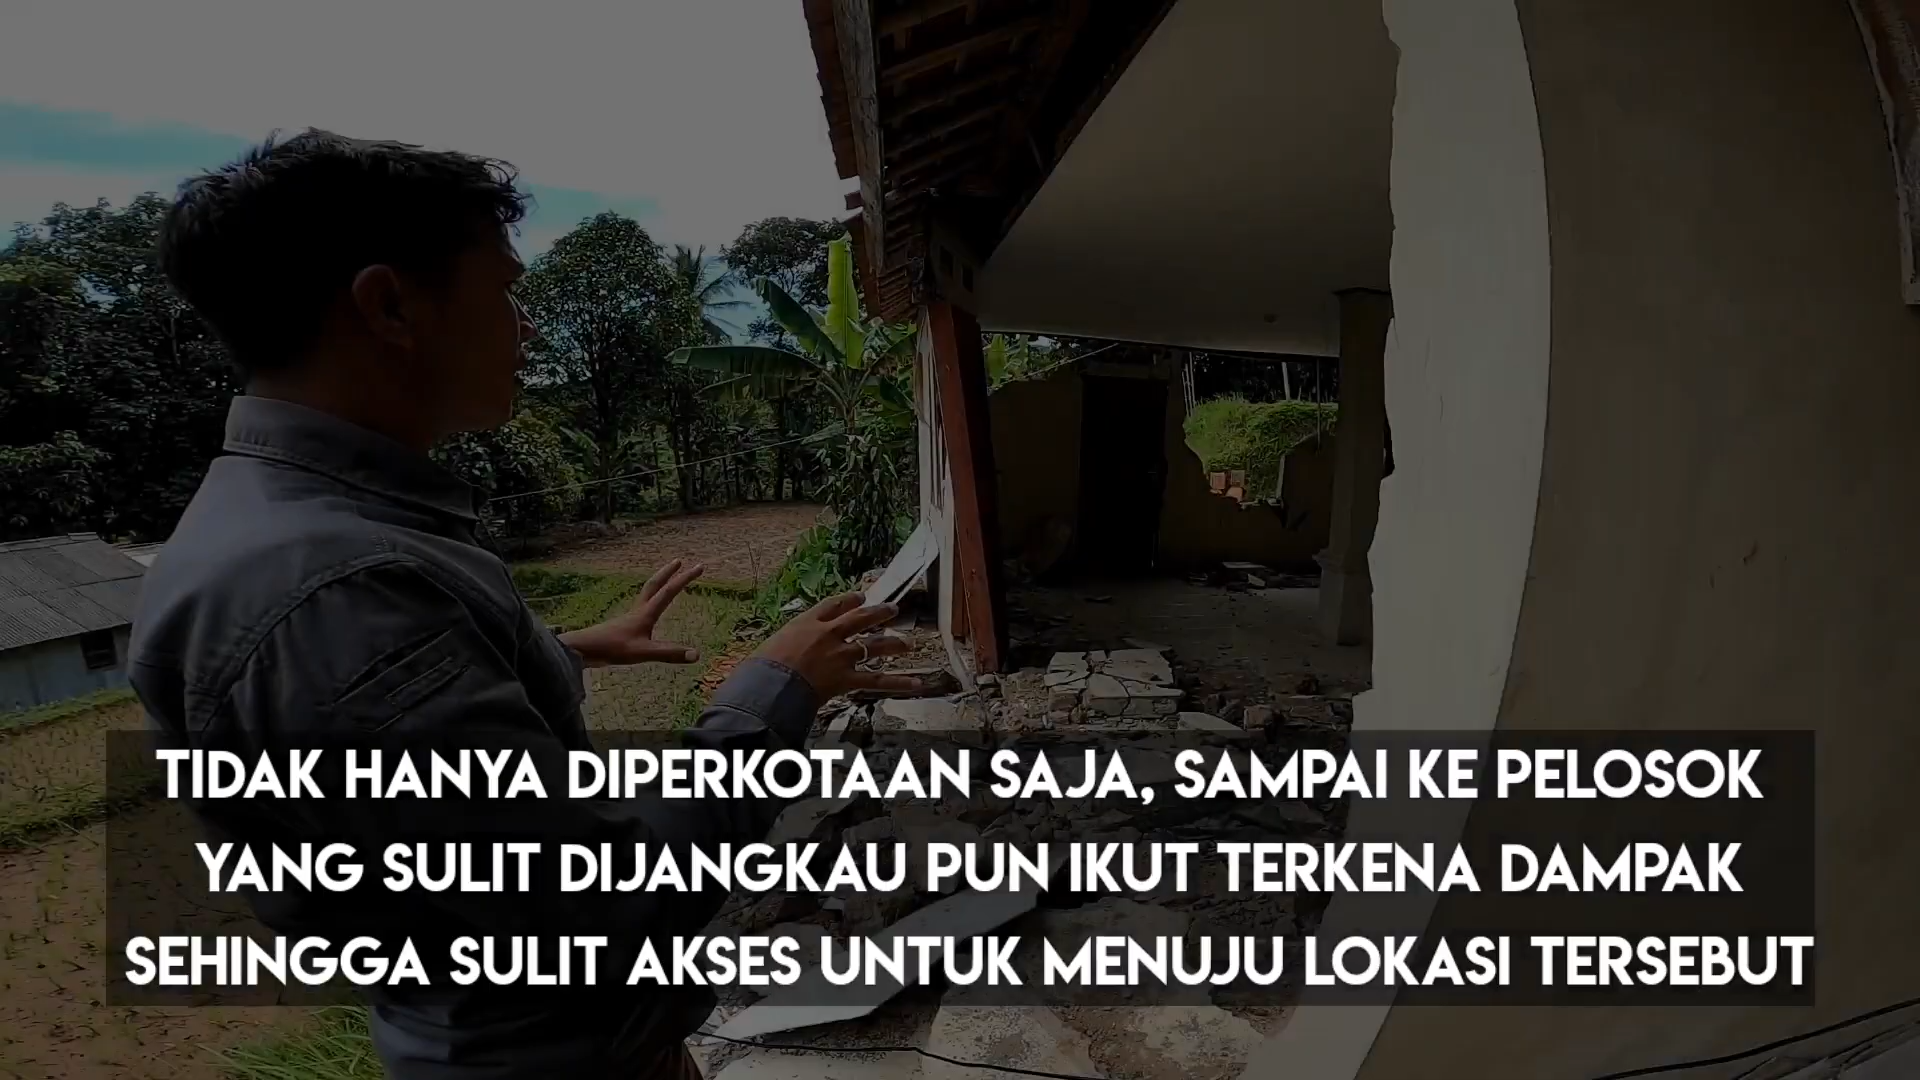 TIDAK HANYA DIPERKOTAAN SAJA, SAMPAI KE PELOSOK
YANG SULIT DIJANGKAU PUN IKUT TERKENA DAMPAK
SEHINGGA SULIT AKSES UNTUK MENUJU LOKASI TERSEBUT